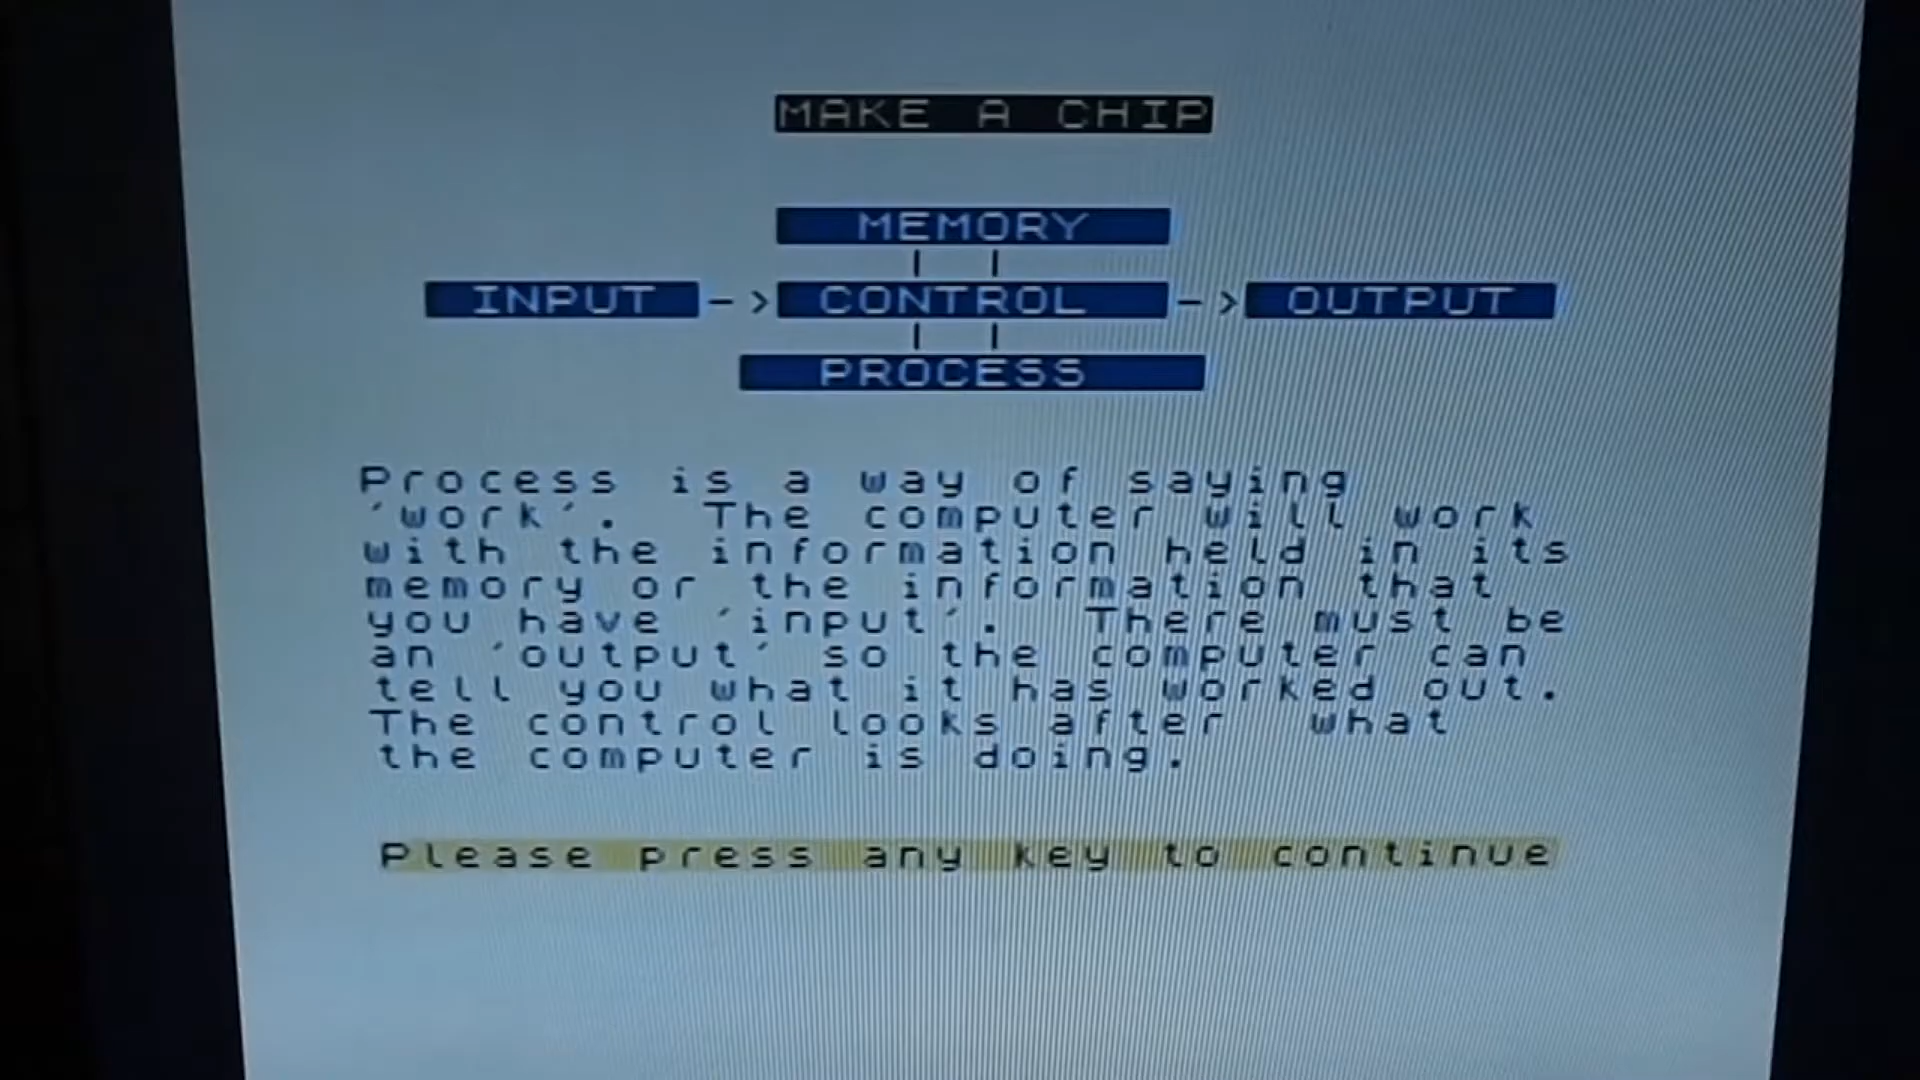 MAKE A CHIP
MEMORY
INPUT -> CONTROL -> OUTPUT
PROCESS
Process is a way of saying
'work'. The computer will work
with the information held in its
memory or the information that
you have 'input'. There must be
an 'output' so the computer can
tell you what it has worked out.
The control looks after what
the computer is doing.
Please press any key to continue